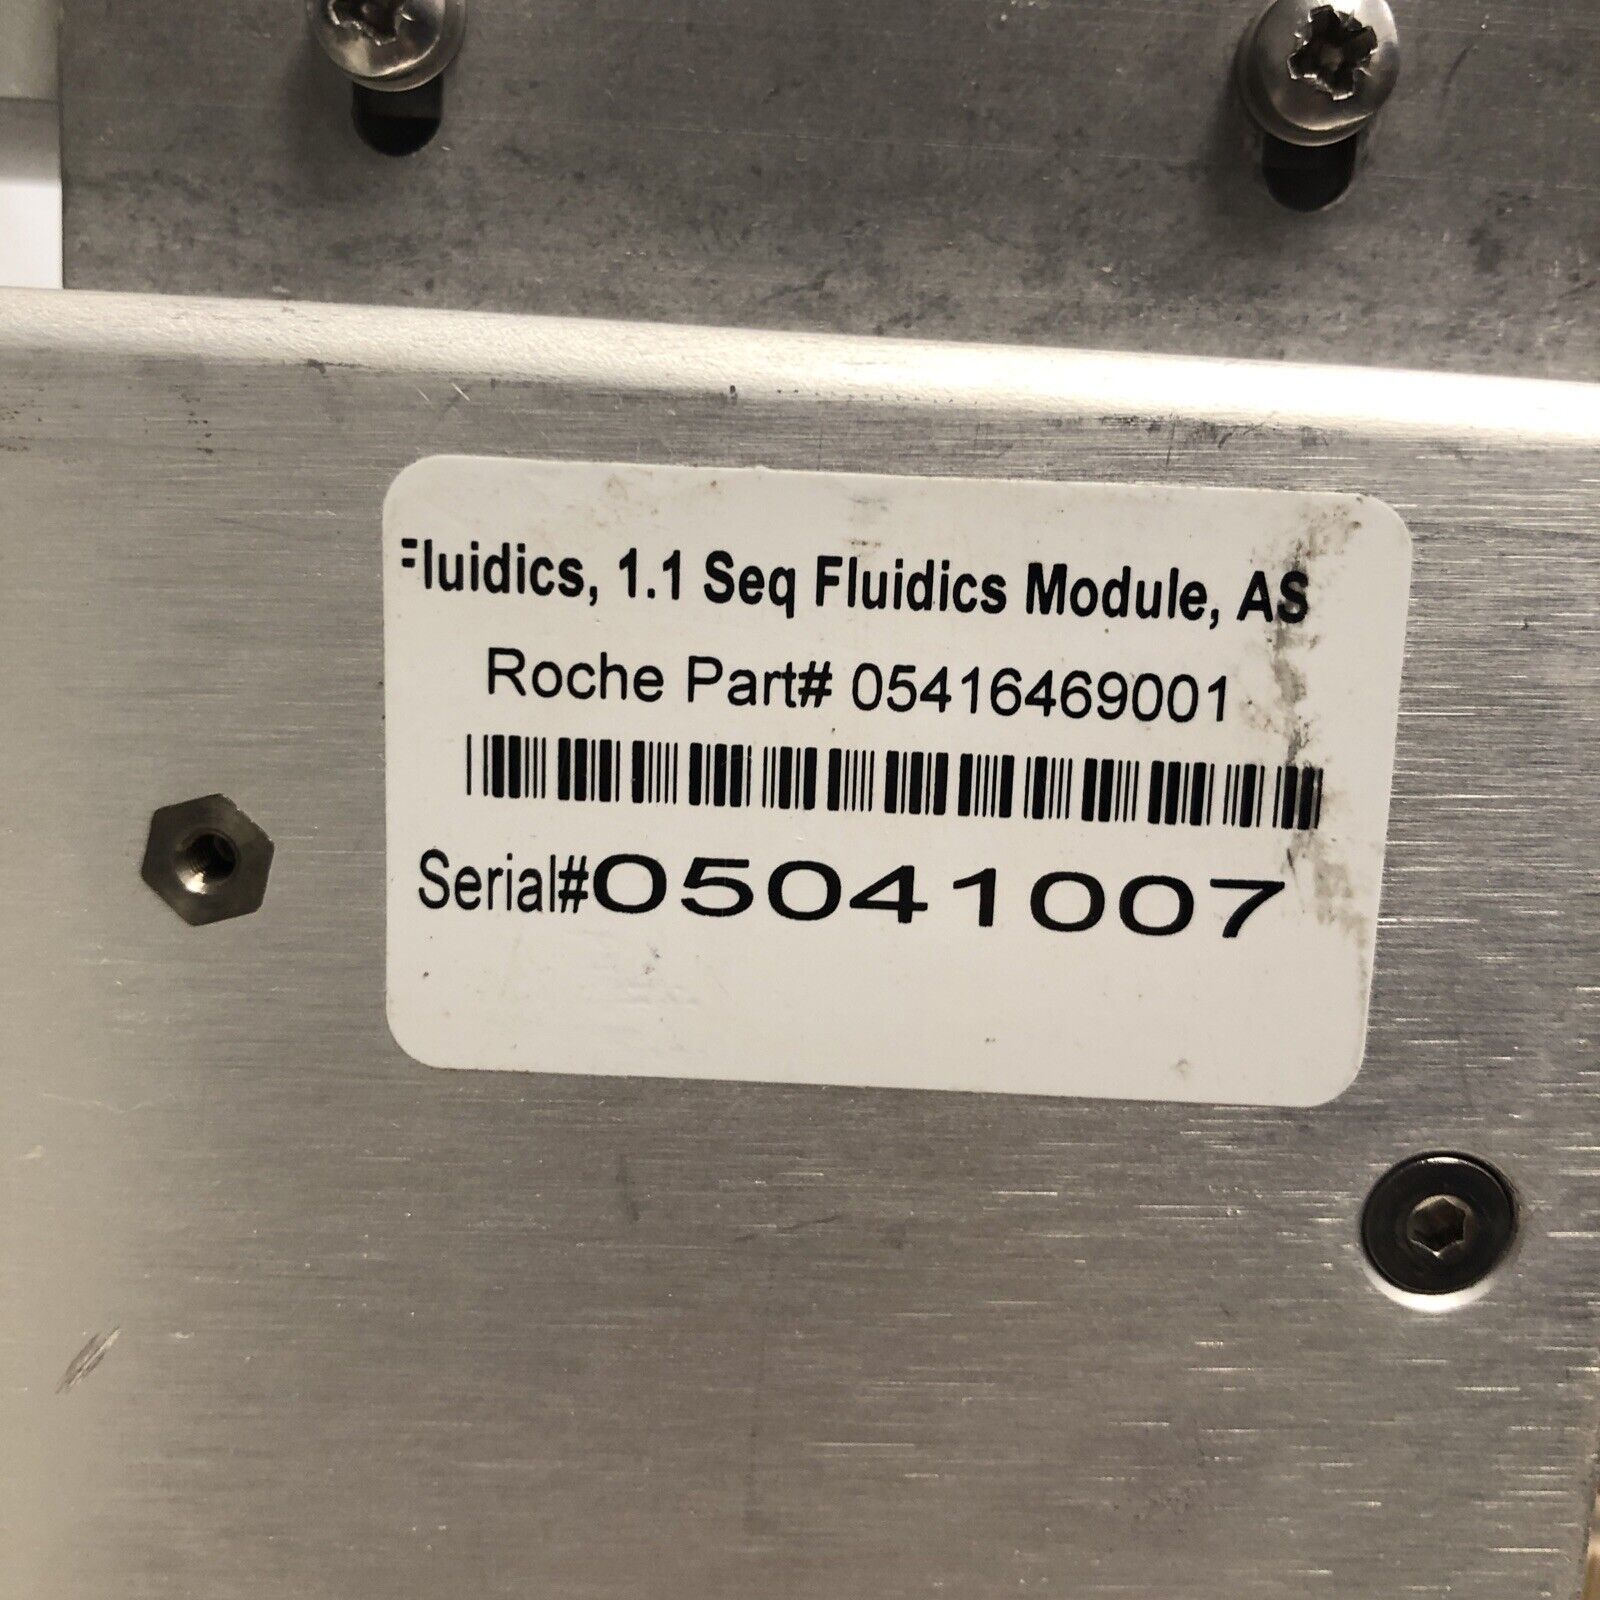 Fluidics, 1.1 Seq Fluidics Module, AS
Roche Part# 05416469001
Serial#05041007